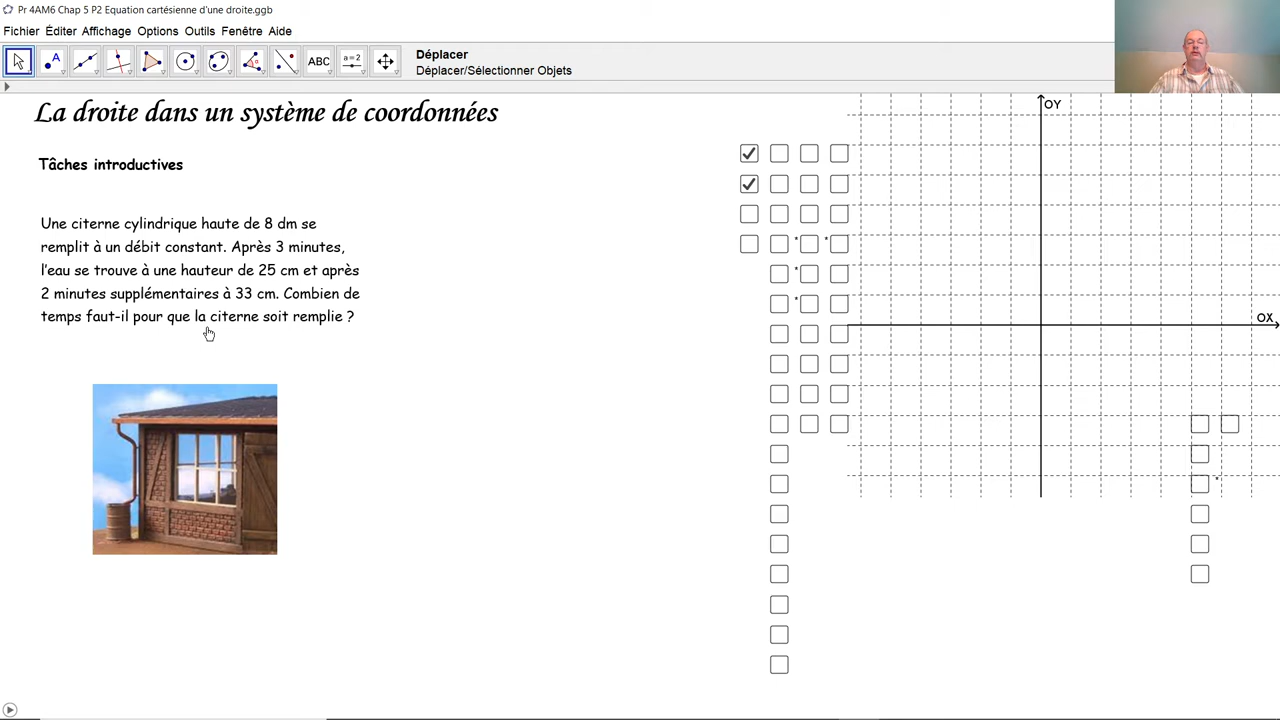 Pr 4AM6 Chap 5 P2 Equation cartésienne d'une droite.ggb
Fichier Éditer Affichage Options Outils Fenêtre Aide
A
ABC
a=2
Déplacer
Déplacer/Sélectionner Objets
La droite dans un système de coordonnées
OY
Tâches introductives
Une citerne cylindrique haute de 8 dm se
remplit à un débit constant. Après 3 minutes,
l'eau se trouve à une hauteur de 25 cm et après
2 minutes supplémentaires à 33 cm. Combien de
temps faut-il pour que la citerne soit remplie ?
OX